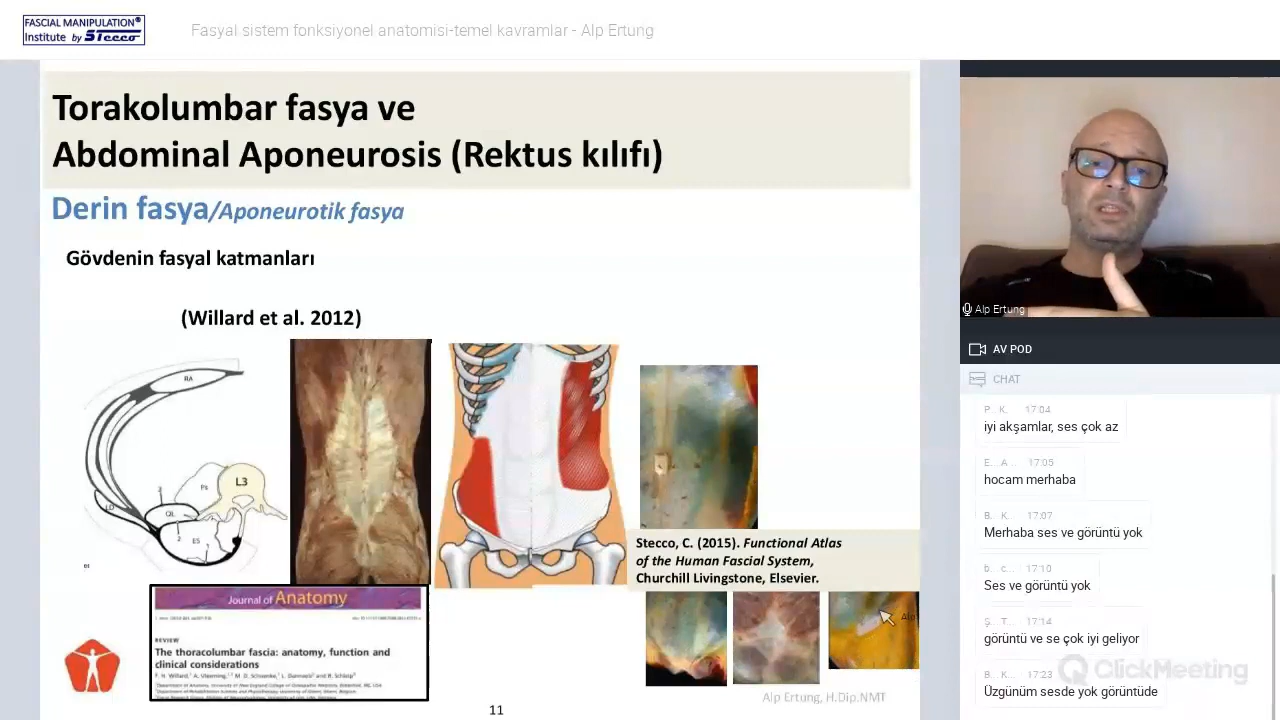 FASCIAL MANIPULATION®
Institute by Stecco
Fasyal sistem fonksiyonel anatomisi-temel kavramlar - Alp Ertung
Torakolumbar fasya ve
Abdominal Aponeurosis (Rektus kılıfı)
Derin fasya/Aponeurotik fasya
Gövdenin fasyal katmanları
(Willard et al. 2012)
RA
L3
Ps
3
QL
LD
2
ES
1
Stecco, C. (2015). Functional Atlas
of the Human Fascial System,
Churchill Livingstone, Elsevier.
Journal of Anatomy
REVIEW
The thoracolumbar fascia: anatomy, function and
clinical considerations
Alp Ertung, H.Dip.NMT
11
Alp Ertung
AV POD
CHAT
P... K. 17:04
iyi akşamlar, ses çok az
E... A... 17:05
hocam merhaba
B. K.. 17:07
Merhaba ses ve görüntü yok
b. c... 17:10
Ses ve görüntü yok
Ş.. T... 17:14
görüntü ve se çok iyi geliyor
B.. K... 17:23
Üzgünüm sesde yok görüntüde
ClickMeeting